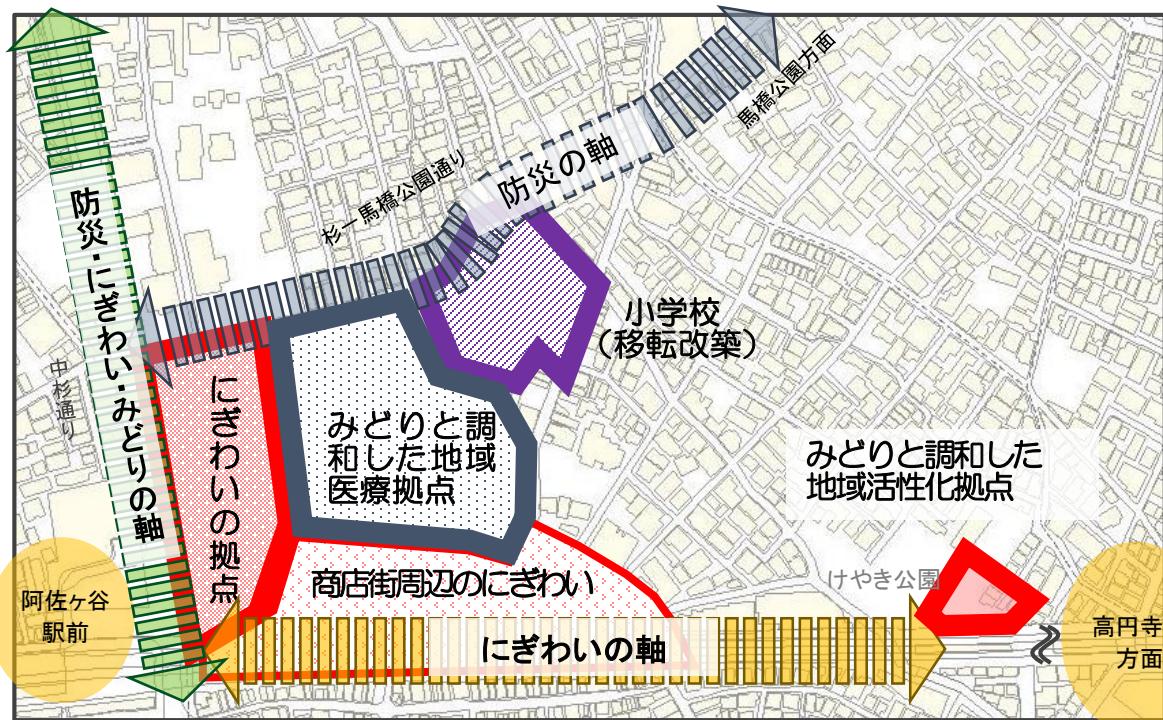 馬橋公園方面
防災の軸
杉一馬橋公園通り
防災・にぎわい・みどりの軸
中杉通り
小学校
（移転改築）
にぎわいの拠点
みどりと調
和した地域
医療拠点
みどりと調和した
地域活性化拠点
商店街周辺のにぎわい
けやき公園
阿佐ヶ谷
駅前
にぎわいの軸
高円寺
方面